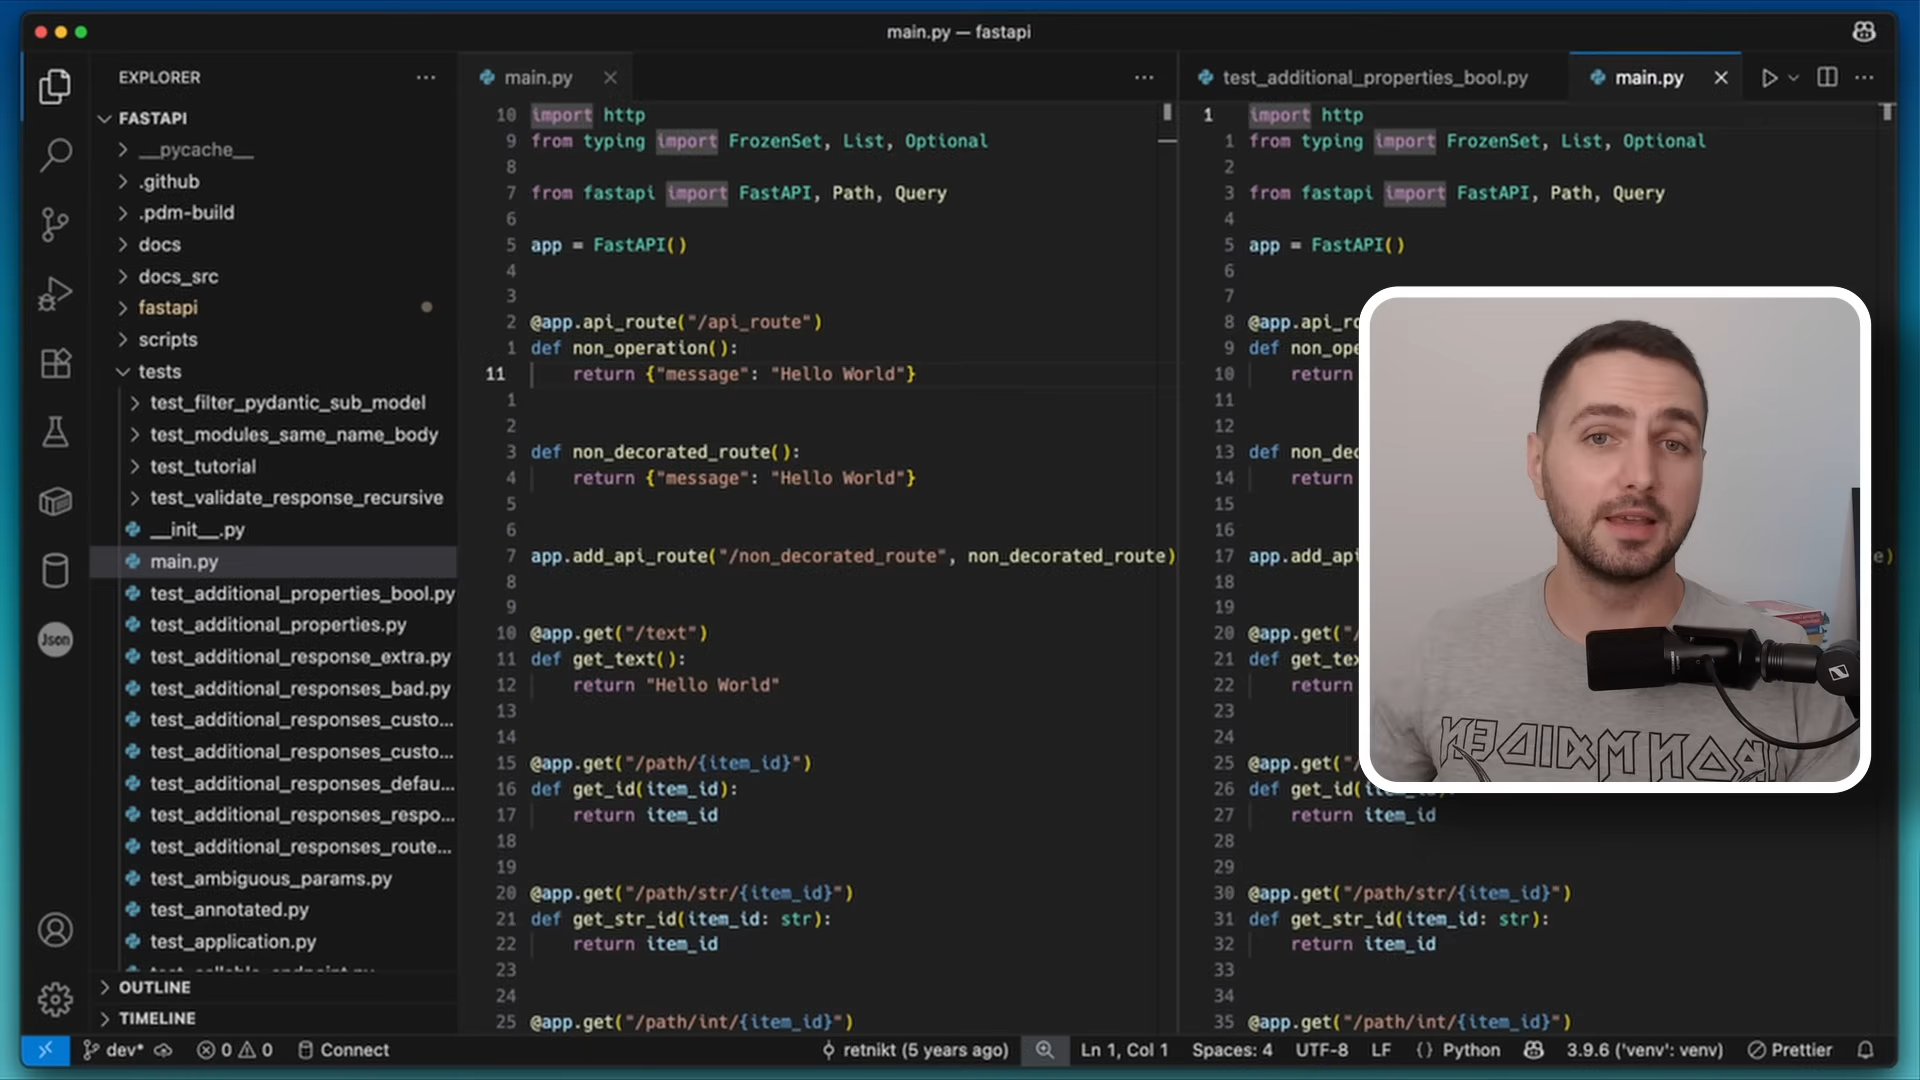 main.py — fastapi
EXPLORER
FASTAPI
__pycache__
.github
.pdm-build
docs
docs_src
fastapi
scripts
tests
test_filter_pydantic_sub_model
test_modules_same_name_body
test_tutorial
test_validate_response_recursive
__init__.py
main.py
test_additional_properties_bool.py
test_additional_properties.py
test_additional_response_extra.py
test_additional_responses_bad.py
test_additional_responses_custo...
test_additional_responses_custo...
test_additional_responses_defau...
test_additional_responses_respo...
test_additional_responses_route...
test_ambiguous_params.py
test_annotated.py
test_application.py
OUTLINE
TIMELINE
Json
main.py
10 import http
9 from typing import FrozenSet, List, Optional
8
7 from fastapi import FastAPI, Path, Query
6
5 app = FastAPI()
4
3
2 @app.api_route("/api_route")
1 def non_operation():
11 return {"message": "Hello World"}
1
2
3 def non_decorated_route():
4 return {"message": "Hello World"}
5
6
7 app.add_api_route("/non_decorated_route", non_decorated_route)
8
9
10 @app.get("/text")
11 def get_text():
12 return "Hello World"
13
14
15 @app.get("/path/{item_id}")
16 def get_id(item_id):
17 return item_id
18
19
20 @app.get("/path/str/{item_id}")
21 def get_str_id(item_id: str):
22 return item_id
23
24
25 @app.get("/path/int/{item_id}")
test_additional_properties_bool.py
main.py
1 import http
1 from typing import FrozenSet, List, Optional
2
3 from fastapi import FastAPI, Path, Query
4
5 app = FastAPI()
6
7
8 @app.api_ro
9 def non_ope
10 return
11
12
13 def non_dec
14 return
15
16
17 app.add_api e)
18
19
20 @app.get("/
21 def get_tex
22 return
23
24
25 @app.get("/
26 def get_id(
27 return item_id
28
29
30 @app.get("/path/str/{item_id}")
31 def get_str_id(item_id: str):
32 return item_id
33
34
35 @app.get("/path/int/{item_id}")
dev* 0 0 Connect retnikt (5 years ago) Ln 1, Col 1 Spaces: 4 UTF-8 LF {} Python 3.9.6 ('venv': venv) Prettier